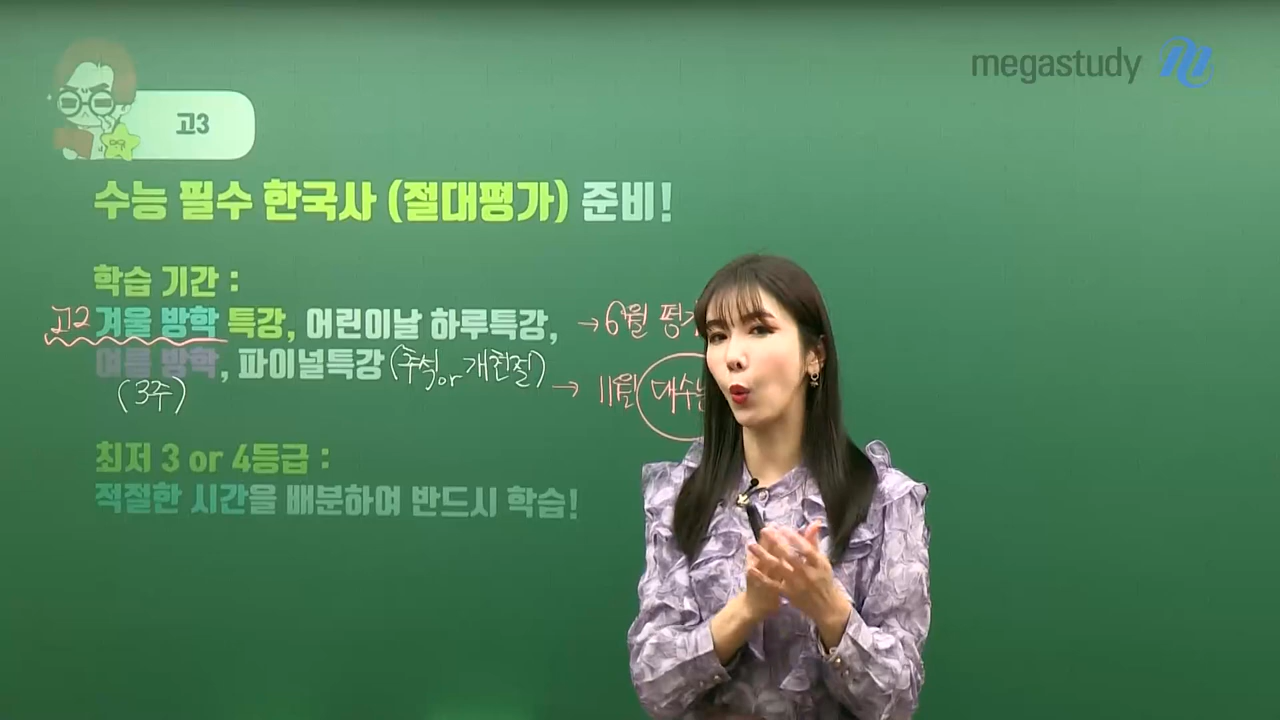 megastudy
고3
수능 필수 한국사 (절대평가) 준비!
학습 기간 :
고2 겨울 방학 특강, 어린이날 하루특강, → 6월 평가
여름 방학, 파이널특강 (추석 or 개천절) → 11월 대수능
(3주)
최저 3 or 4등급 :
적절한 시간을 배분하여 반드시 학습!